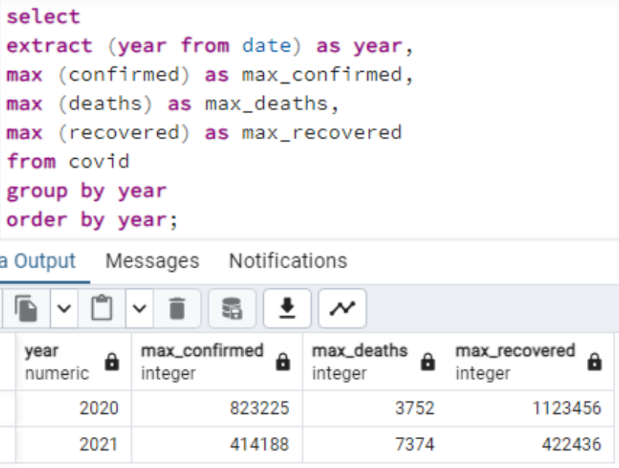 select
extract (year from date) as year,
max (confirmed) as max_confirmed,
max (deaths) as max_deaths,
max (recovered) as max_recovered
from covid
group by year
order by year;
a Output Messages Notifications
year max_confirmed max_deaths max_recovered
numeric integer integer integer
2020 823225 3752 1123456
2021 414188 7374 422436